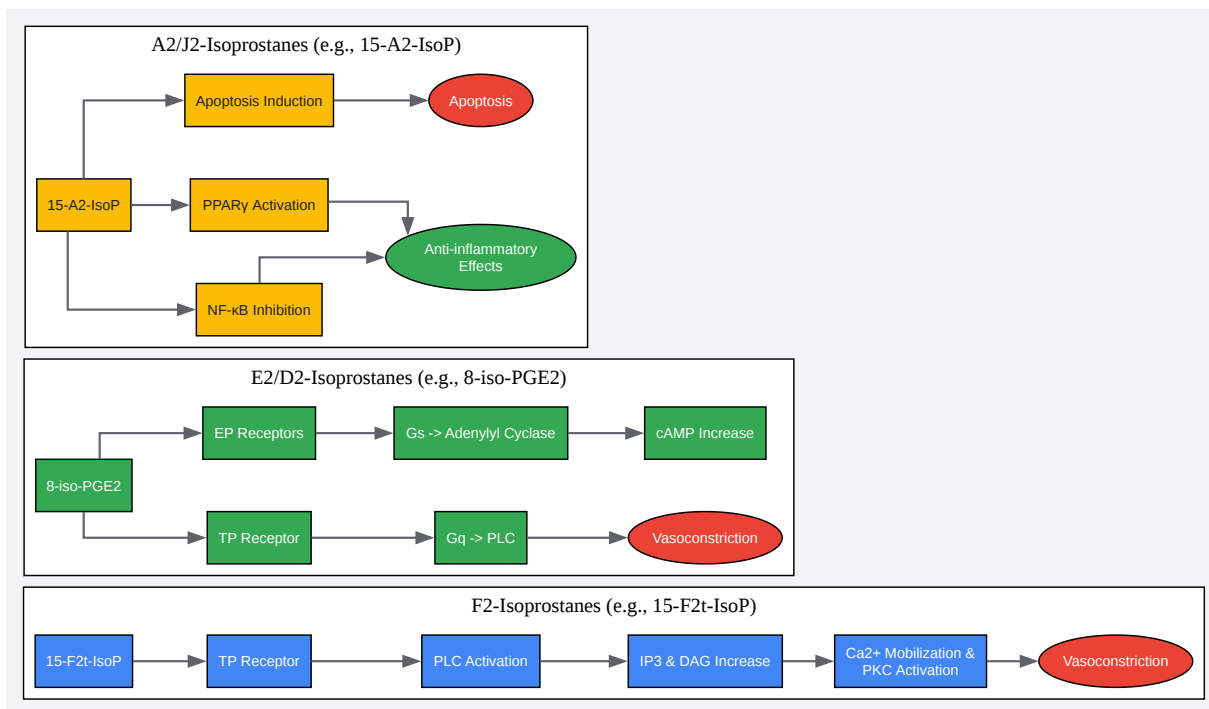 A2/J2-Isoprostanes (e.g., 15-A2-IsoP)
Apoptosis Induction
Apoptosis
15-A2-IsoP
PPARγ Activation
Anti-inflammatory
Effects
NF-κB Inhibition
E2/D2-Isoprostanes (e.g., 8-iso-PGE2)
EP Receptors
Gs -> Adenylyl Cyclase
cAMP Increase
8-iso-PGE2
TP Receptor
Gq -> PLC
Vasoconstriction
F2-Isoprostanes (e.g., 15-F2t-IsoP)
15-F2t-IsoP
TP Receptor
PLC Activation
IP3 & DAG Increase
Ca2+ Mobilization &
PKC Activation
Vasoconstriction